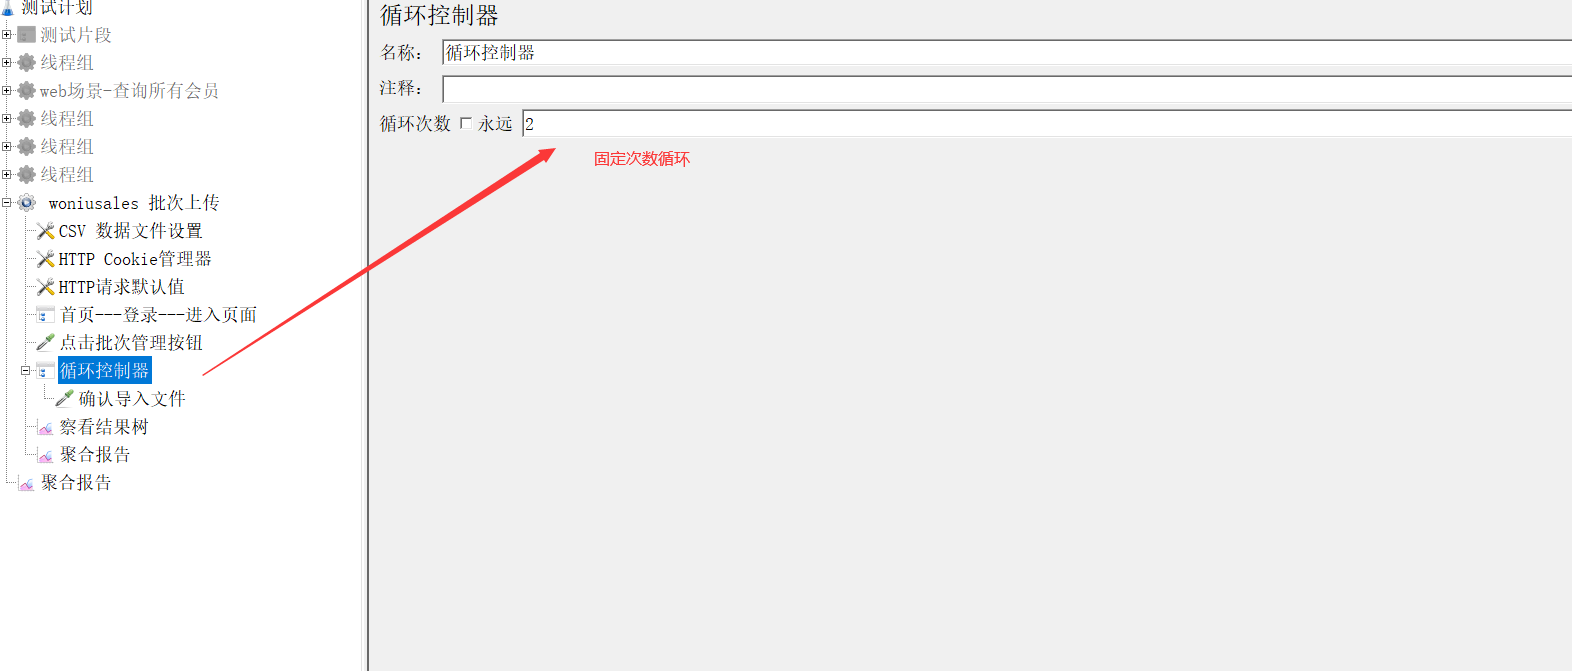 测试计划
测试片段
线程组
web场景-查询所有会员
线程组
线程组
线程组
woniusales 批次上传
CSV 数据文件设置
HTTP Cookie管理器
HTTP请求默认值
首页---登录---进入页面
点击批次管理按钮
循环控制器
确认导入文件
察看结果树
聚合报告
聚合报告
循环控制器
名称： 循环控制器
注释：
循环次数 永远 2
固定次数循环